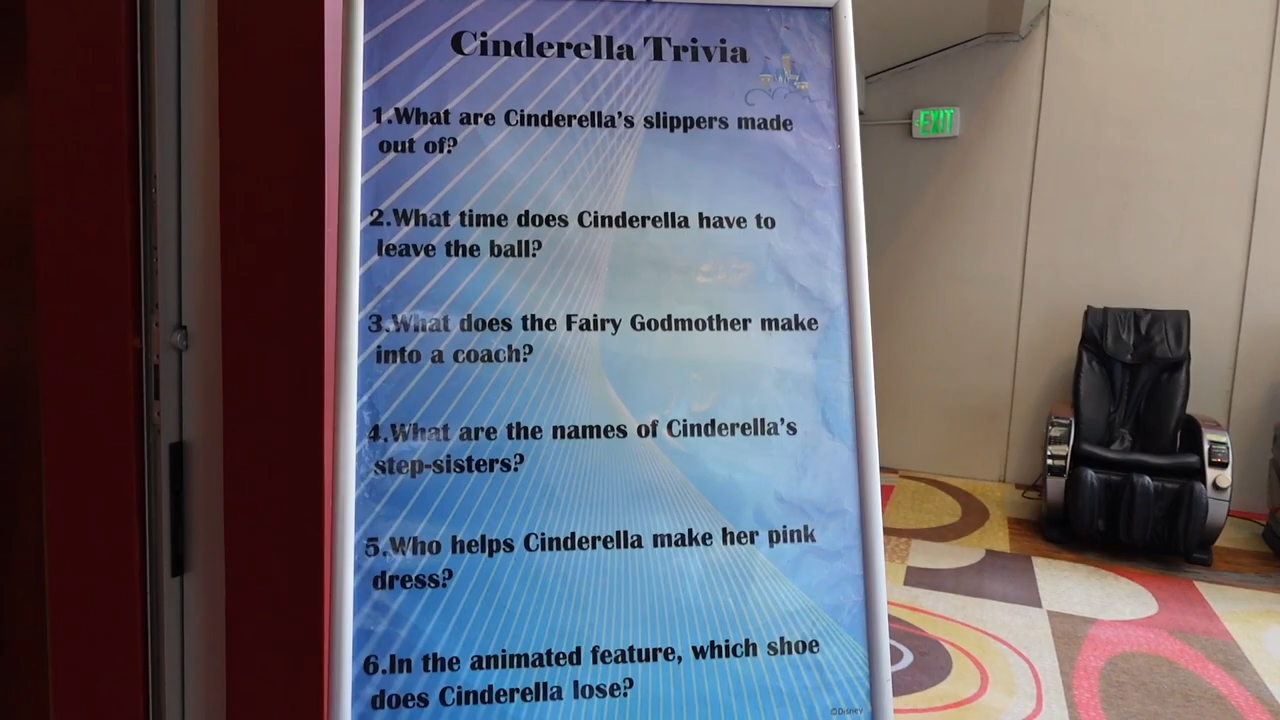 Cinderella Trivia
1.What are Cinderella's slippers made
out of?
EXIT
2.What time does Cinderella have to
leave the ball?
3.What does the Fairy Godmother make
into a coach?
4.What are the names of Cinderella's
step-sisters?
5.Who helps Cinderella make her pink
dress?
6.In the animated feature, which shoe
does Cinderella lose?
©Disney